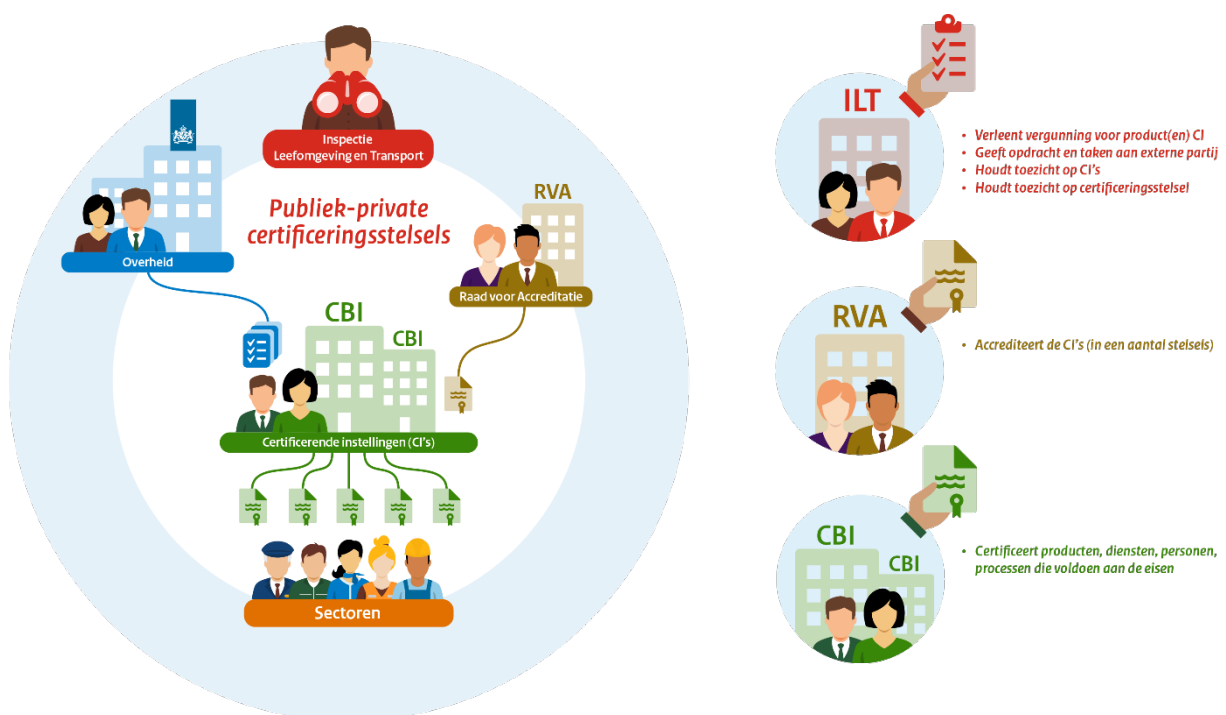 Inspectie
Leefomgeving en Transport
Publiek-private
certificeringsstelsels
Overheid
RVA
Raad voor Accreditatie
CBI
CBI
Certificerende instellingen (CI's)
Sectoren
ILT
• Verleent vergunning voor product(en) CI
• Geeft opdracht en taken aan externe partij
• Houdt toezicht op CI's
• Houdt toezicht op certificeringsstelsel
RVA
• Accrediteert de CI's (in een aantal stelsels)
CBI
CBI
• Certificeert producten, diensten, personen,
processen die voldoen aan de eisen